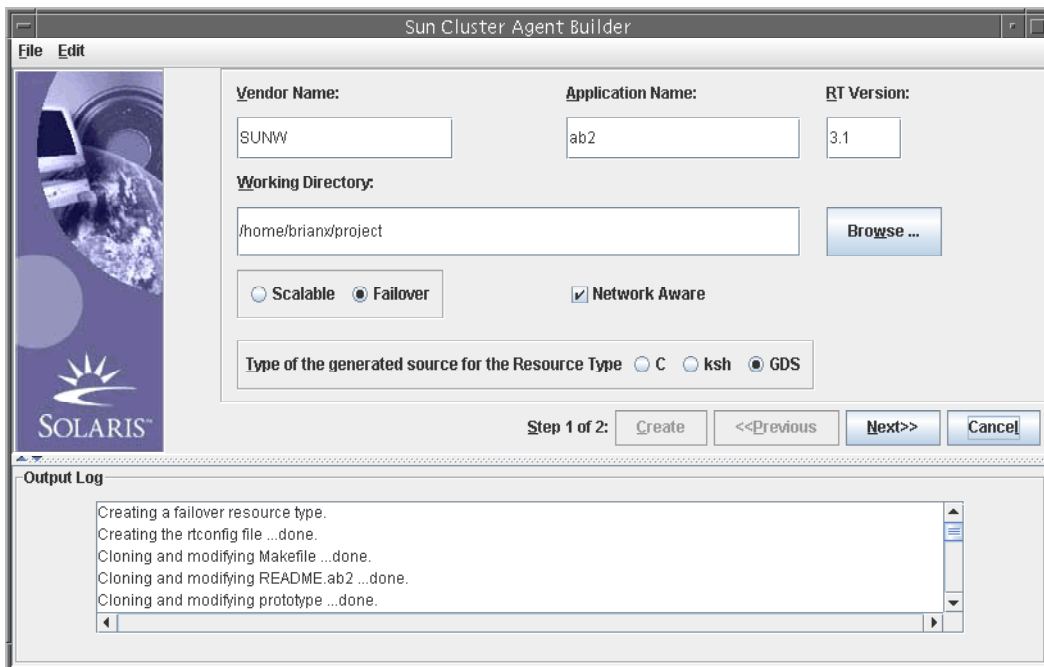 Sun Cluster Agent Builder
File Edit
Vendor Name: Application Name: RT Version:
SUNW ab2 3.1
Working Directory:
/home/brianx/project Browse ...
Scalable Failover Network Aware
Type of the generated source for the Resource Type C ksh GDS
SOLARIS™
Step 1 of 2: Create <<Previous Next>> Cancel
Output Log
Creating a failover resource type.
Creating the rtconfig file ...done.
Cloning and modifying Makefile ...done.
Cloning and modifying README.ab2 ...done.
Cloning and modifying prototype ...done.